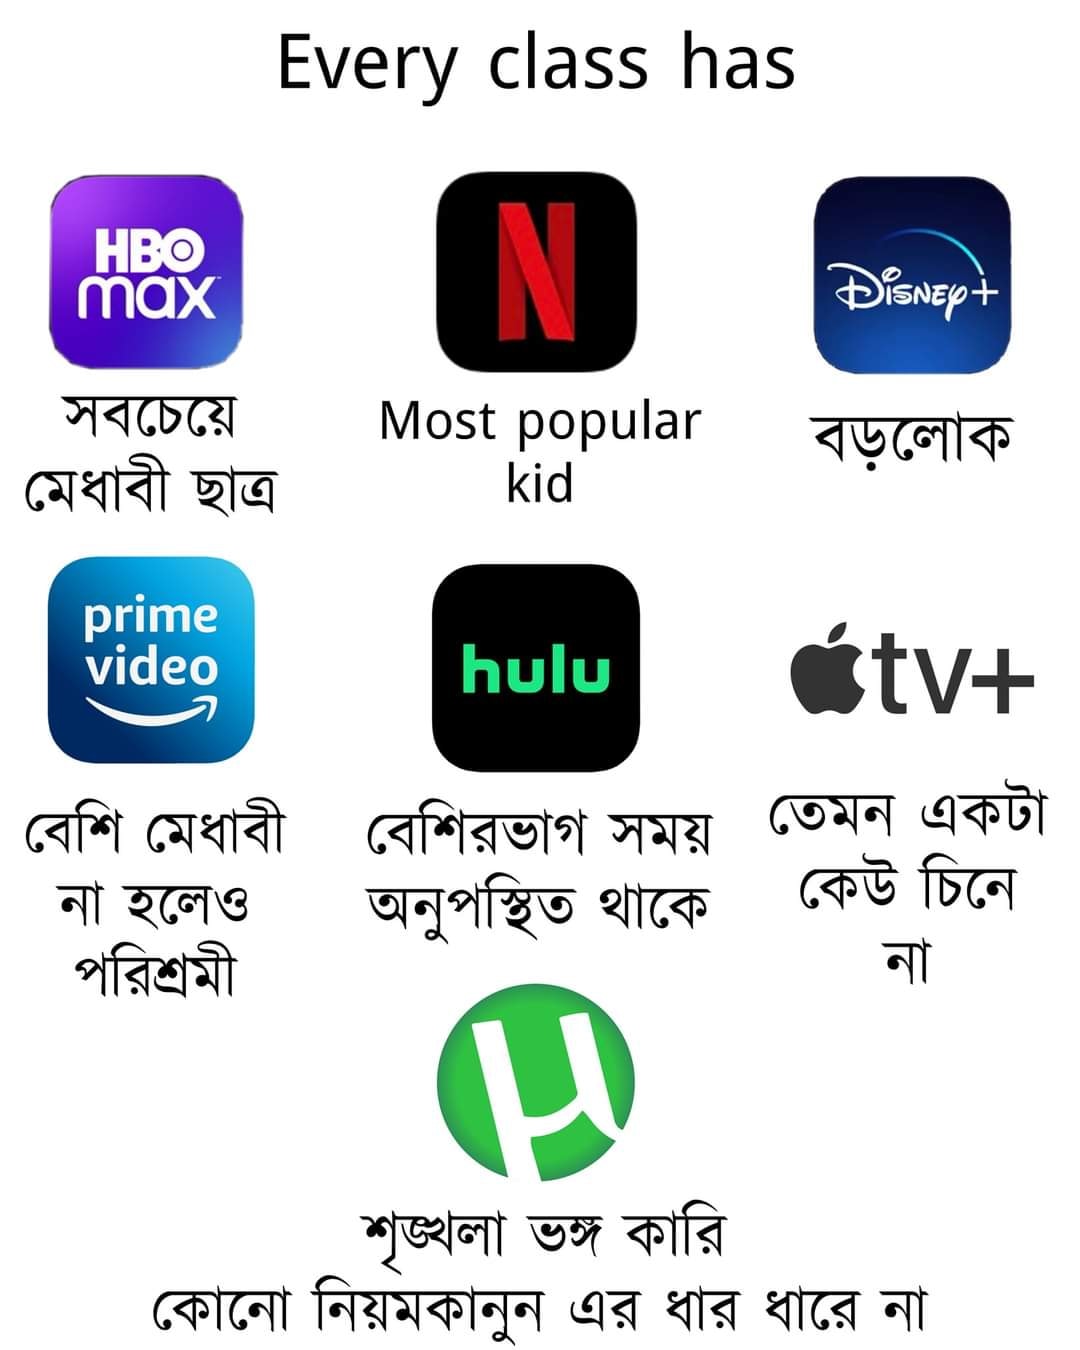 Every class has
HBO
max
N
DISNEY+
সবচেয়ে
মেধাবী ছাত্র
Most popular
kid
বড়লোক
prime
video
hulu
tv+
বেশি মেধাবী
না হলেও
পরিশ্রমী
বেশিরভাগ সময়
অনুপস্থিত থাকে
তেমন একটা
কেউ চিনে
না
µ
শৃঙ্খলা ভঙ্গ কারি
কোনো নিয়মকানুন এর ধার ধারে না